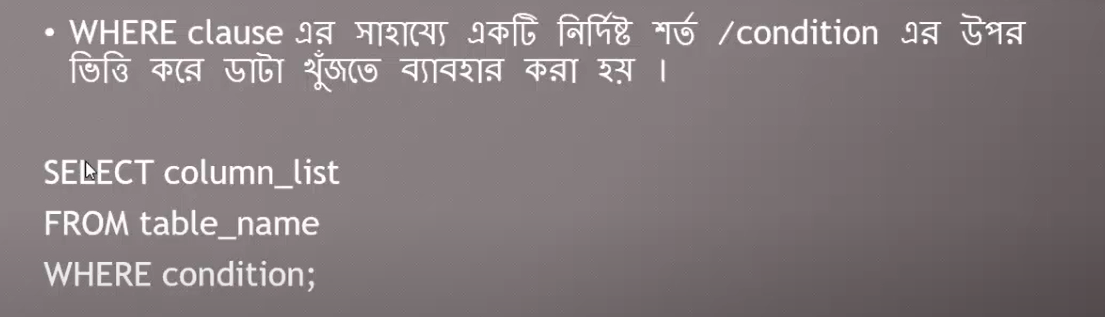 • WHERE clause এর সাহায্যে একটি নির্দিষ্ট শর্ত /condition এর উপর
ভিত্তি করে ডাটা খুঁজতে ব্যাবহার করা হয় ।
SELECT column_list
FROM table_name
WHERE condition;